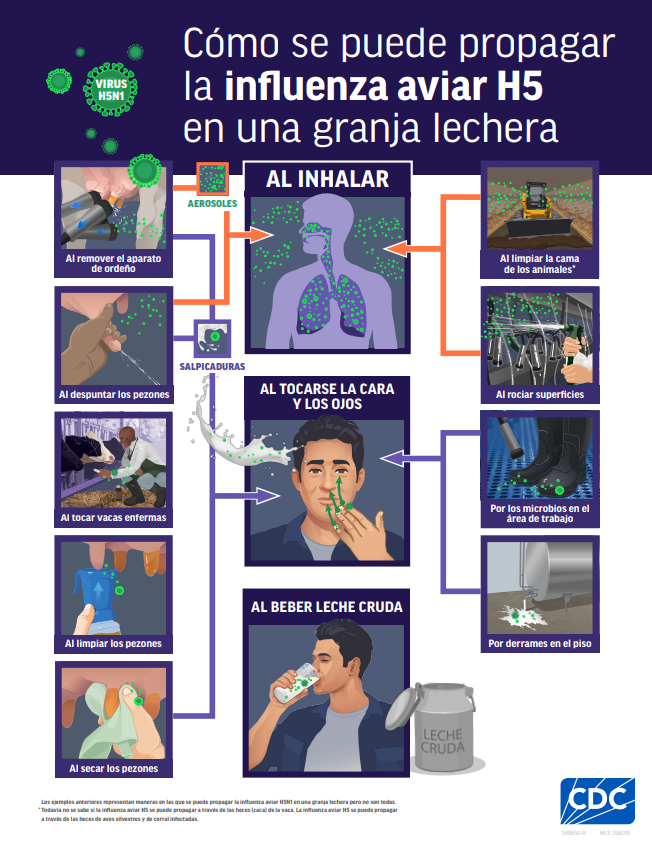 Cómo se puede propagar
la influenza aviar H5
en una granja lechera
VIRUS
H5N1
AEROSOLES
Al remover el aparato
de ordeño
Al despuntar los pezones
SALPICADURAS
Al tocar vacas enfermas
Al limpiar los pezones
Al secar los pezones
AL INHALAR
AL TOCARSE LA CARA
Y LOS OJOS
AL BEBER LECHE CRUDA
LECHE
CRUDA
Al limpiar la cama
de los animales*
Al rociar superficies
Por los microbios en el
área de trabajo
Por derrames en el piso
Los ejemplos anteriores representan maneras en las que se puede propagar la influenza aviar H5N1 en una granja lechera pero no son todas.
* Todavía no se sabe si la influenza aviar H5 se puede propagar a través de las heces (caca) de la vaca. La influenza aviar H5 se puede propagar
a través de las heces de aves silvestres y de corral infectadas.
CDC